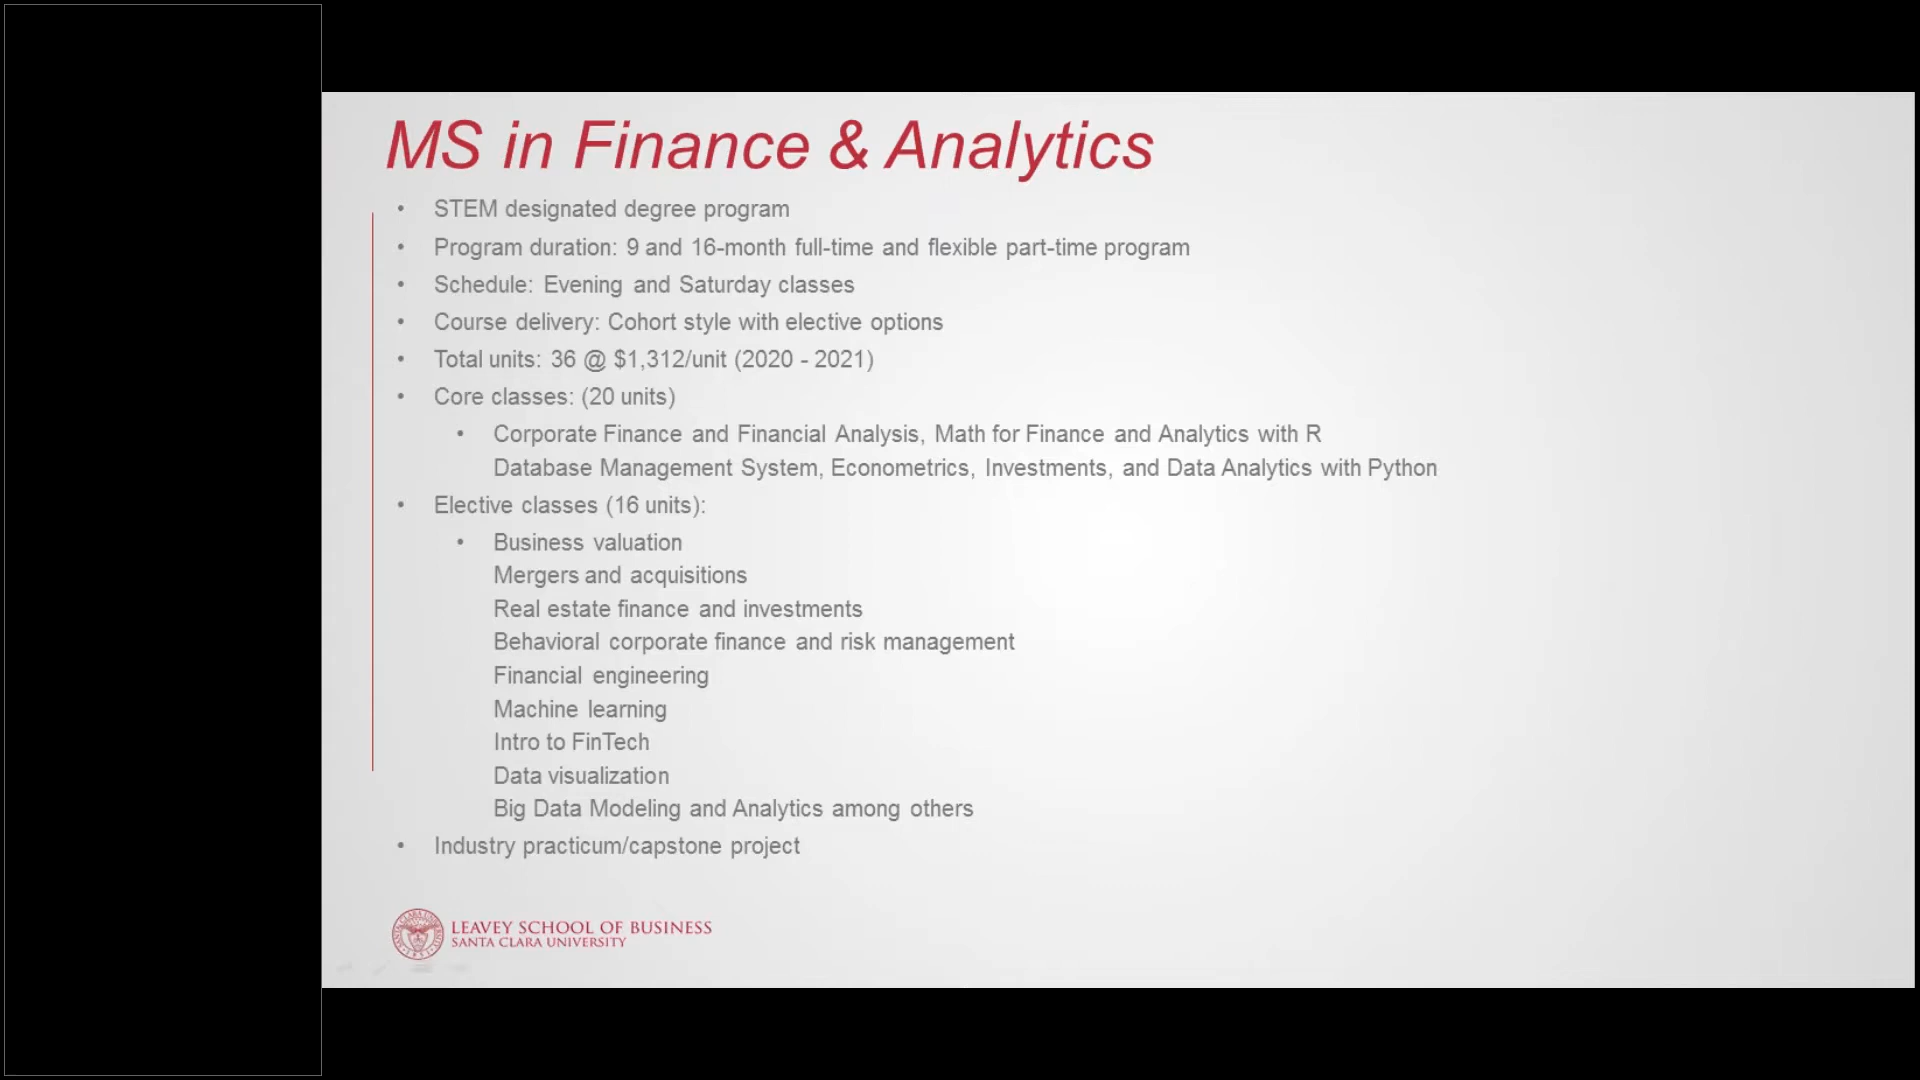 MS in Finance & Analytics
• STEM designated degree program
• Program duration: 9 and 16-month full-time and flexible part-time program
• Schedule: Evening and Saturday classes
• Course delivery: Cohort style with elective options
• Total units: 36 @ $1,312/unit (2020 - 2021)
• Core classes: (20 units)
• Corporate Finance and Financial Analysis, Math for Finance and Analytics with R
Database Management System, Econometrics, Investments, and Data Analytics with Python
• Elective classes (16 units):
• Business valuation
Mergers and acquisitions
Real estate finance and investments
Behavioral corporate finance and risk management
Financial engineering
Machine learning
Intro to FinTech
Data visualization
Big Data Modeling and Analytics among others
• Industry practicum/capstone project
LEAVEY SCHOOL OF BUSINESS
SANTA CLARA UNIVERSITY